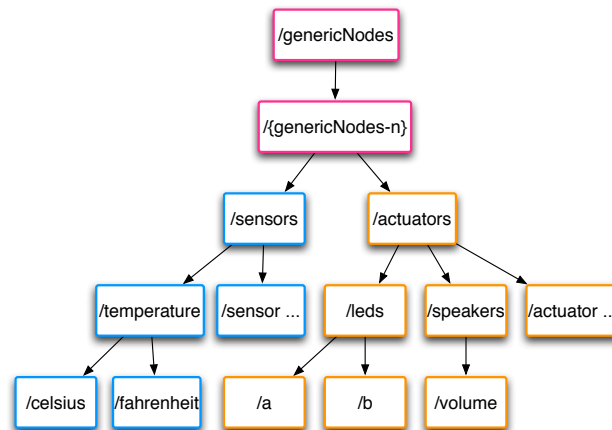 /genericNodes
/{genericNodes-n}
/sensors
/actuators
/temperature
/sensor ...
/leds
/speakers
/actuator ...
/celsius
/fahrenheit
/a
/b
/volume